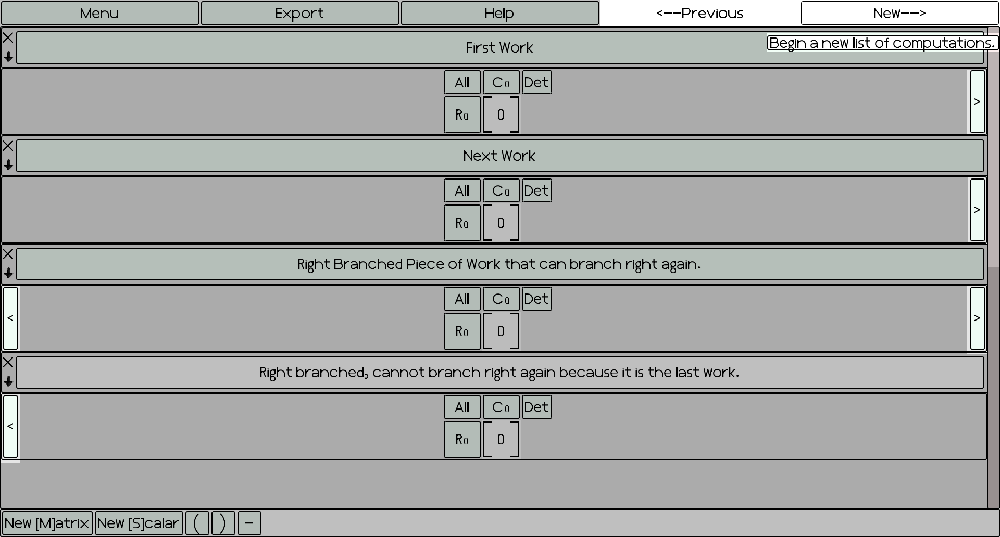 Menu Export Help <--Previous New-->
Begin a new list of computations.
First Work
All C0 Det
R0 0
>
Next Work
All C0 Det
R0 0
>
Right Branched Piece of Work that can branch right again.
All C0 Det
< >
R0 0
Right branched, cannot branch right again because it is the last work.
All C0 Det
<
R0 0
New [M]atrix New [S]calar ( ) -